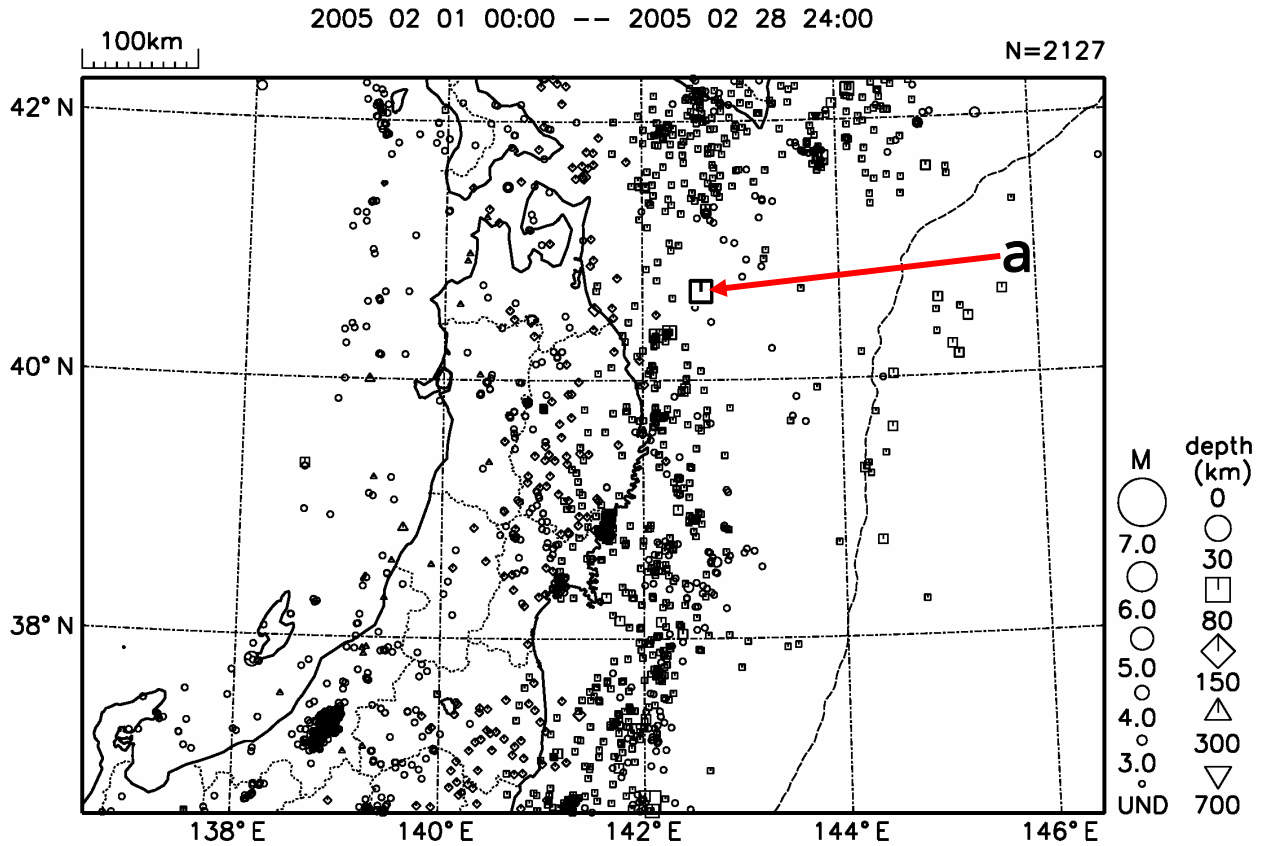 2005 02 01 00:00 -- 2005 02 28 24:00
100km
N=2127
42° N
a
40° N
38° N
138° E
140° E
142° E
144° E
146° E
M
7.0
6.0
5.0
4.0
3.0
UND
depth
(km)
0
30
80
150
300
700